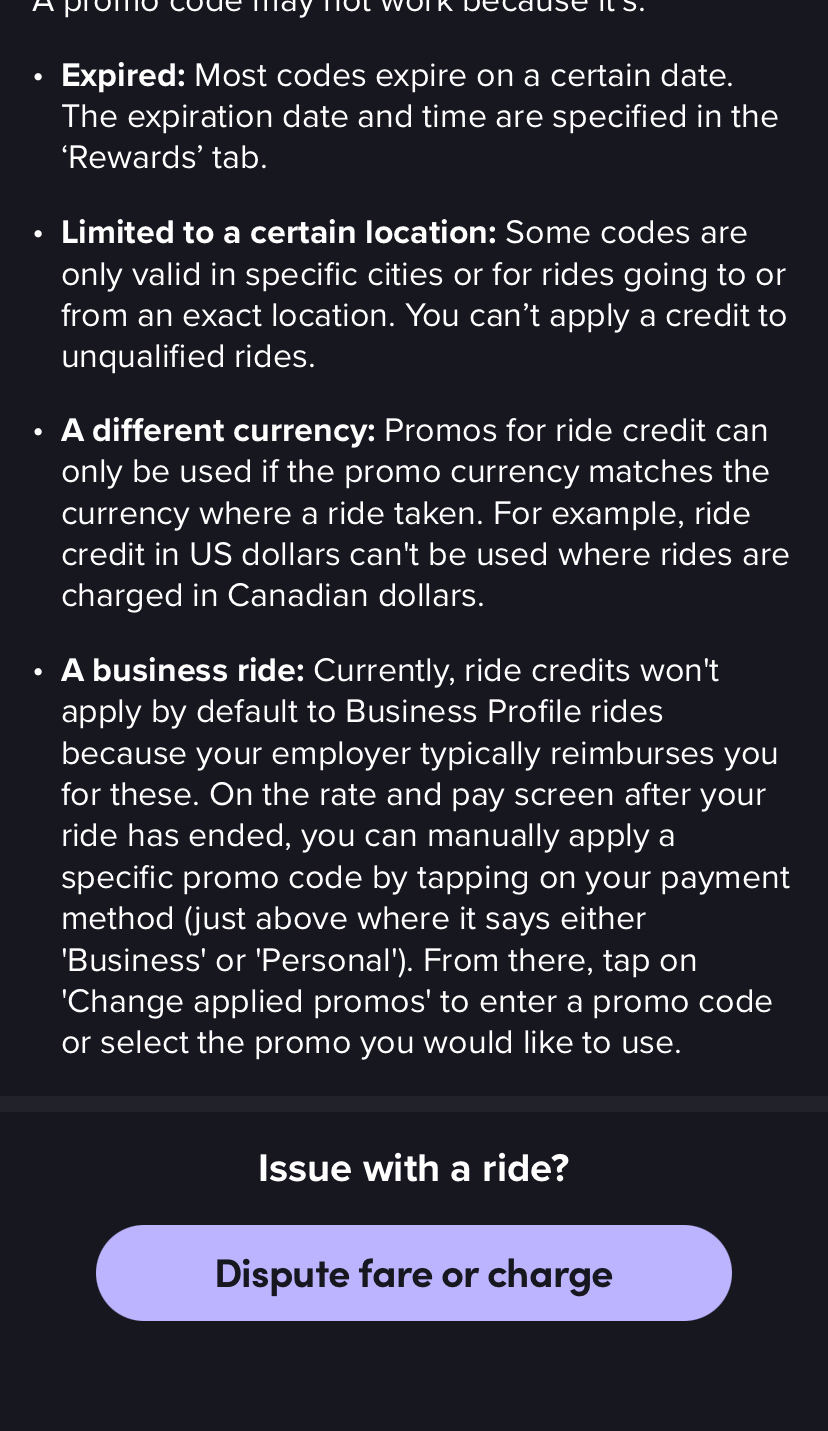 A promo code may not work because it's:
• Expired: Most codes expire on a certain date.
The expiration date and time are specified in the
‘Rewards’ tab.
• Limited to a certain location: Some codes are
only valid in specific cities or for rides going to or
from an exact location. You can’t apply a credit to
unqualified rides.
• A different currency: Promos for ride credit can
only be used if the promo currency matches the
currency where a ride taken. For example, ride
credit in US dollars can't be used where rides are
charged in Canadian dollars.
• A business ride: Currently, ride credits won't
apply by default to Business Profile rides
because your employer typically reimburses you
for these. On the rate and pay screen after your
ride has ended, you can manually apply a
specific promo code by tapping on your payment
method (just above where it says either
'Business' or 'Personal'). From there, tap on
'Change applied promos' to enter a promo code
or select the promo you would like to use.
Issue with a ride?
Dispute fare or charge